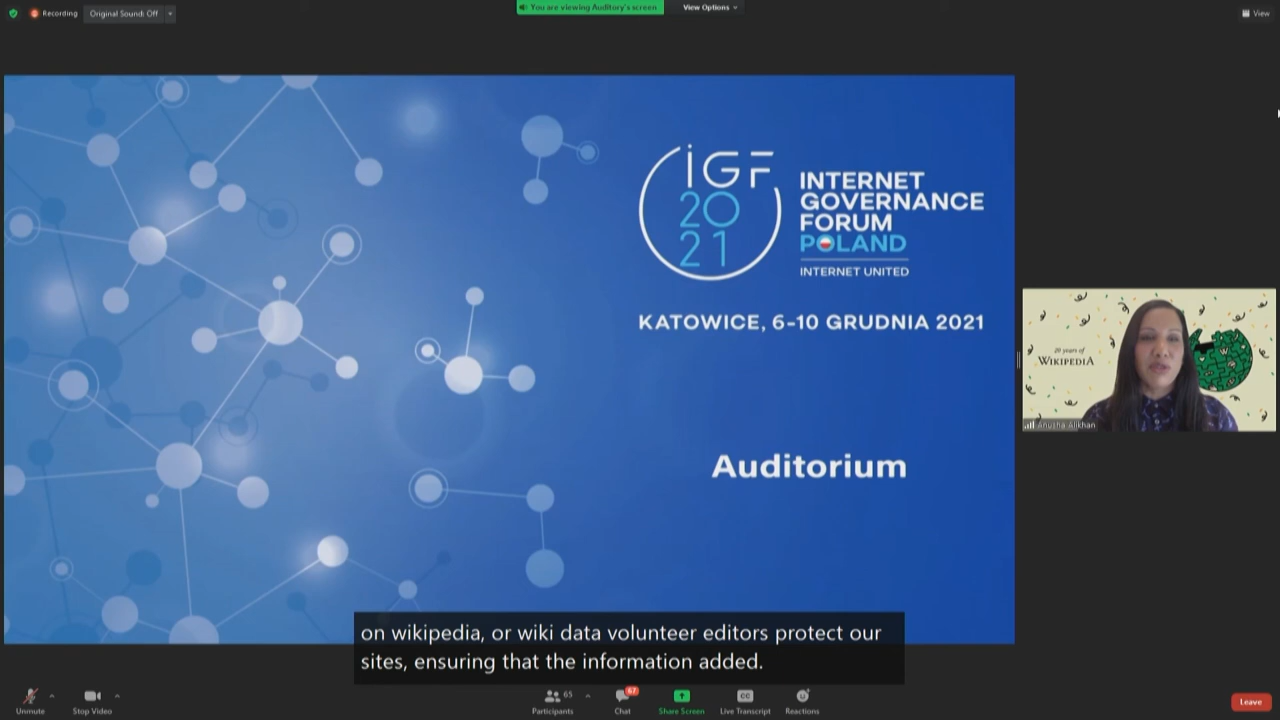 Recording
Original Sound: Off
You are viewing Auditory's screen
View Options
View
IGF
20
21
INTERNET
GOVERNANCE
FORUM
POLAND
INTERNET UNITED
KATOWICE, 6-10 GRUDNIA 2021
Auditorium
20 years of
WIKIPEDIA
Anusha Alikhan
on wikipedia, or wiki data volunteer editors protect our
sites, ensuring that the information added.
Unmute
Stop Video
65
Participants
67
Chat
Share Screen
CC
Live Transcript
Reactions
Leave